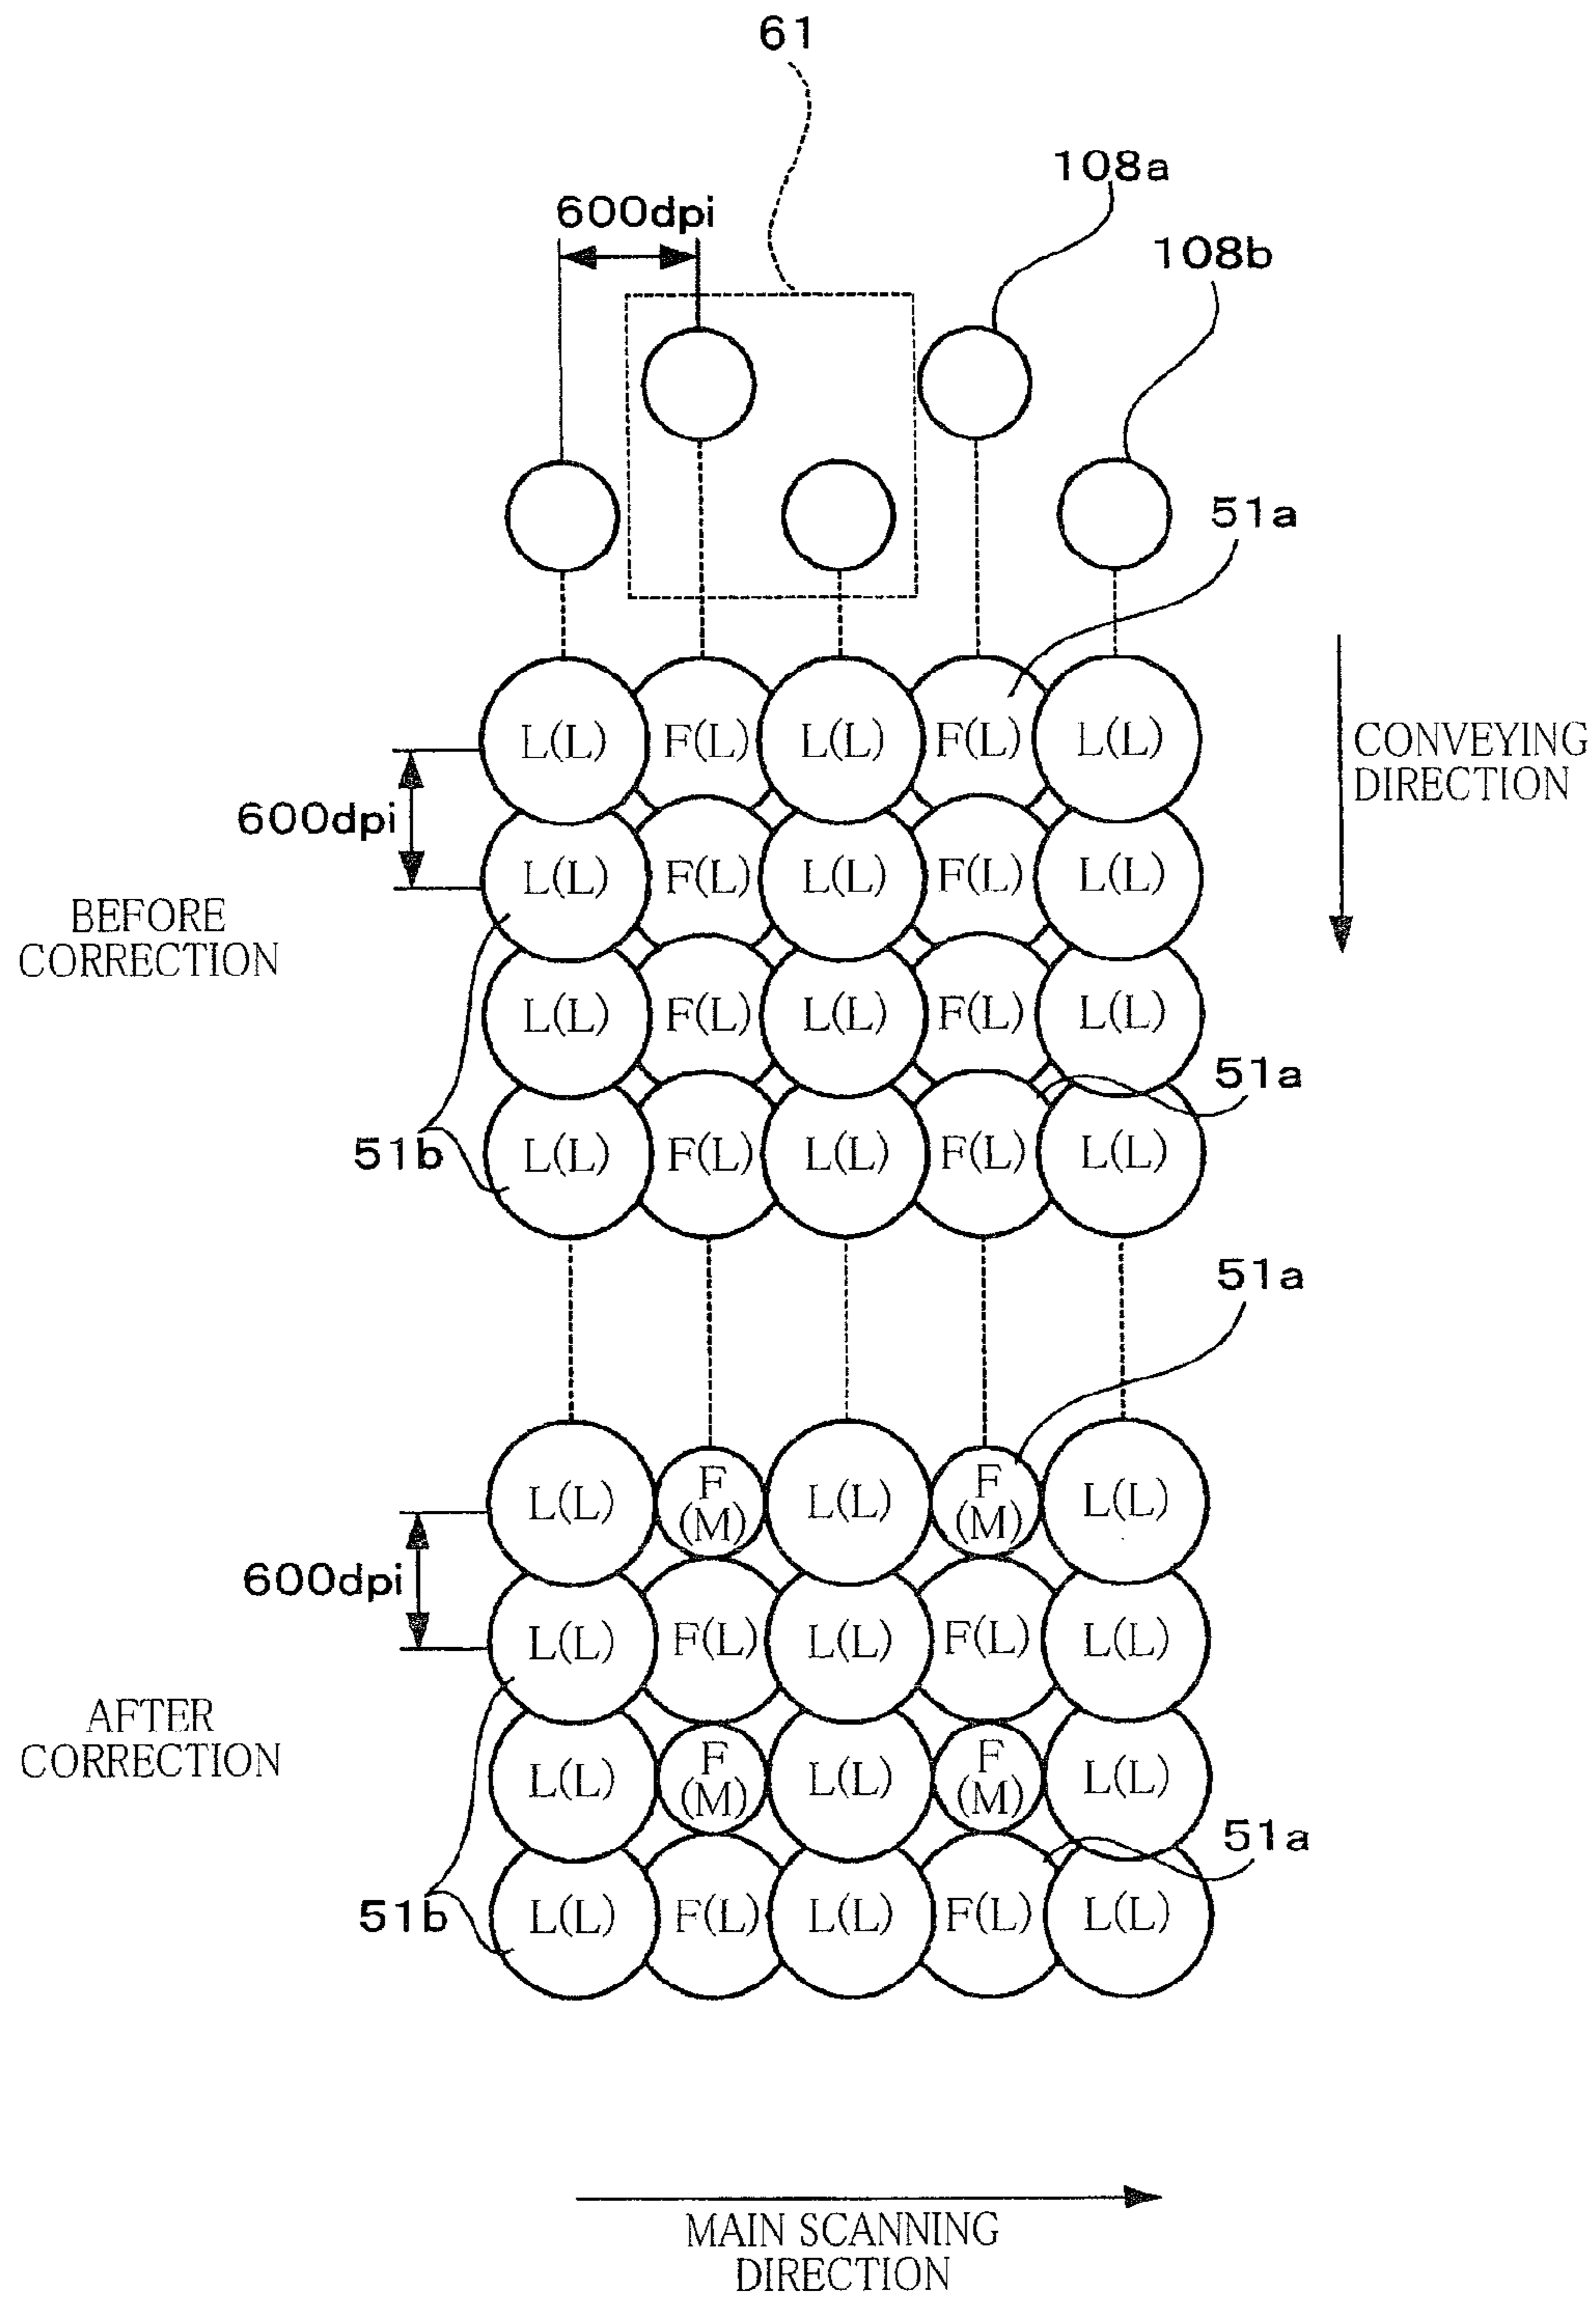 61
108a
600dpi
108b
51a
L(L) F(L) L(L) F(L) L(L)
CONVEYING
DIRECTION
600dpi
L(L) F(L) L(L) F(L) L(L)
BEFORE
CORRECTION
L(L) F(L) L(L) F(L) L(L)
51a
51b
L(L) F(L) L(L) F(L) L(L)
51a
L(L) F L(L) F L(L)
(M) (M)
600dpi
L(L) F(L) L(L) F(L) L(L)
AFTER
CORRECTION
L(L) F L(L) F L(L)
(M) (M)
51a
51b
L(L) F(L) L(L) F(L) L(L)
MAIN SCANNING
DIRECTION